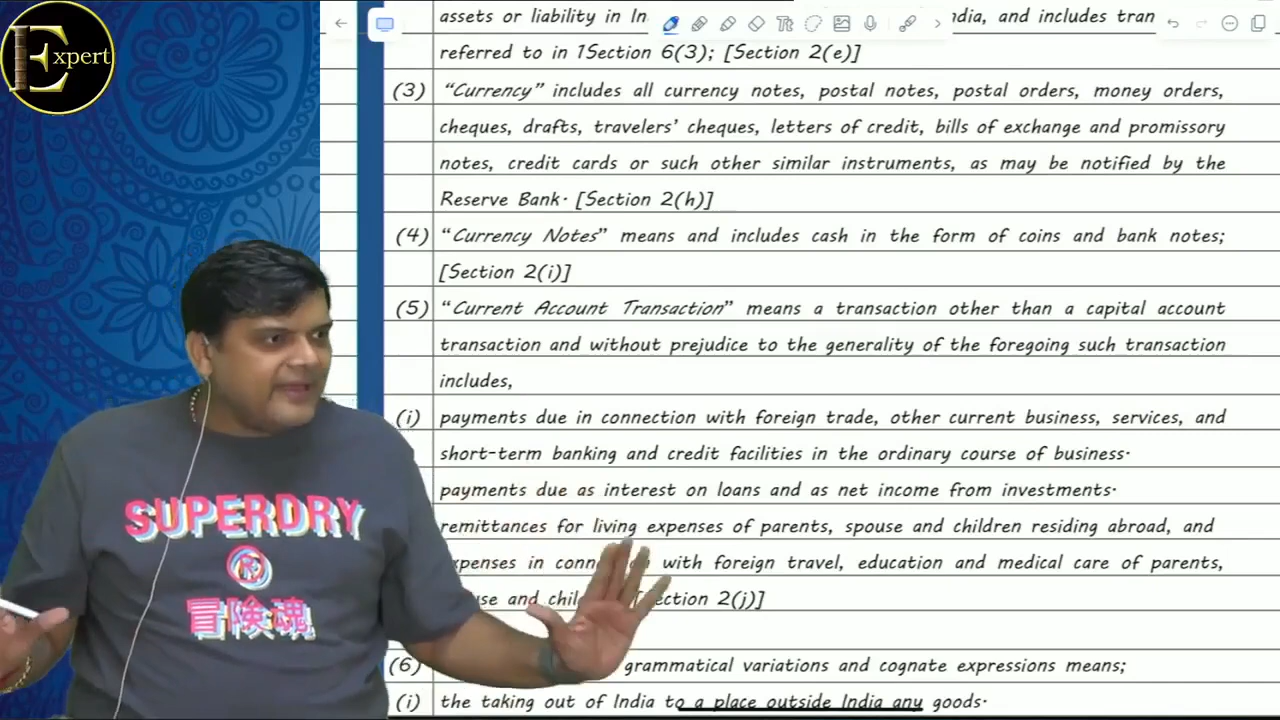 Expert
assets or liability in In dia, and includes tran
referred to in 1Section 6(3); [Section 2(e)]
(3) "Currency" includes all currency notes, postal notes, postal orders, money orders,
cheques, drafts, travelers' cheques, letters of credit, bills of exchange and promissory
notes, credit cards or such other similar instruments, as may be notified by the
Reserve Bank. [Section 2(h)]
(4) "Currency Notes" means and includes cash in the form of coins and bank notes;
[Section 2(i)]
(5) "Current Account Transaction" means a transaction other than a capital account
transaction and without prejudice to the generality of the foregoing such transaction
includes,
(i) payments due in connection with foreign trade, other current business, services, and
short-term banking and credit facilities in the ordinary course of business.
payments due as interest on loans and as net income from investments.
remittances for living expenses of parents, spouse and children residing abroad, and
with foreign travel, education and medical care of parents,
and [Section 2(j)]
(6) grammatical variations and cognate expressions means;
(i) the taking out of India to a place outside India any goods.
SUPERDRY
®
冒険魂